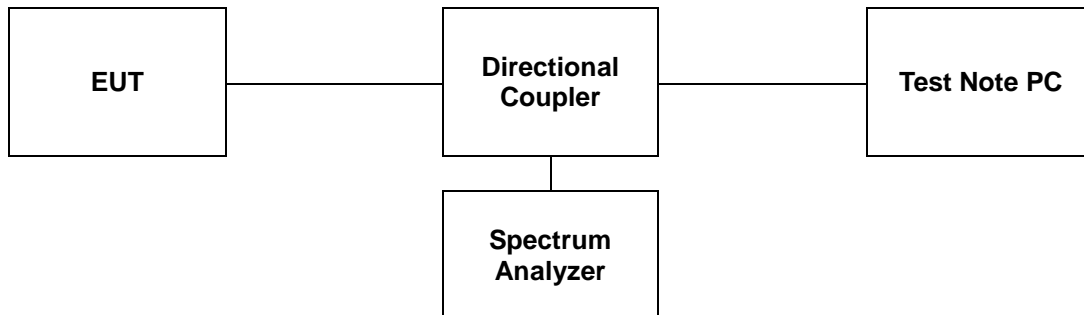 EUT
Directional
Coupler
Test Note PC
Spectrum
Analyzer